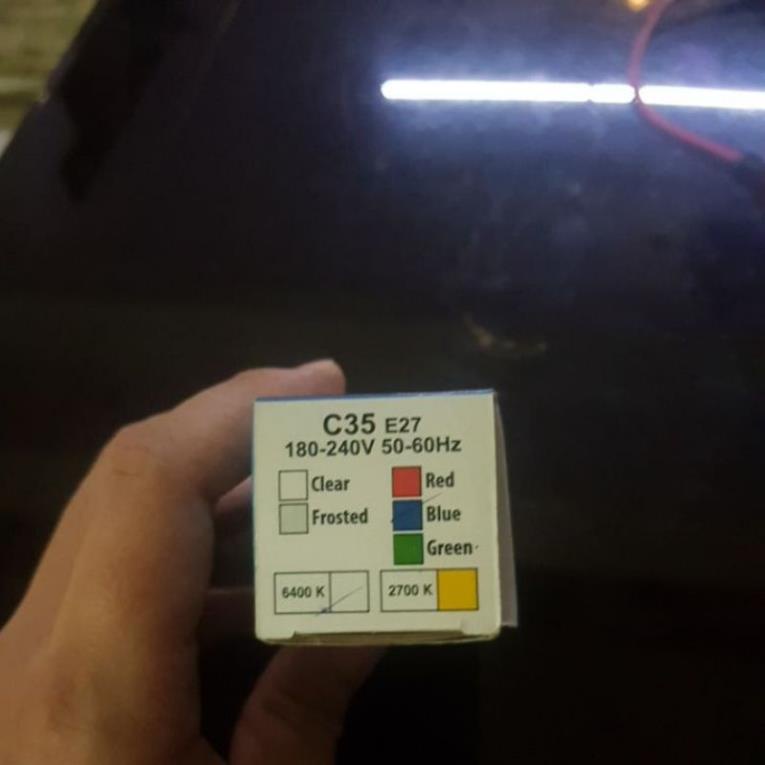 C35 E27
180-240V 50-60Hz
Clear
Red
Frosted
Blue
Green
6400 K
2700 K